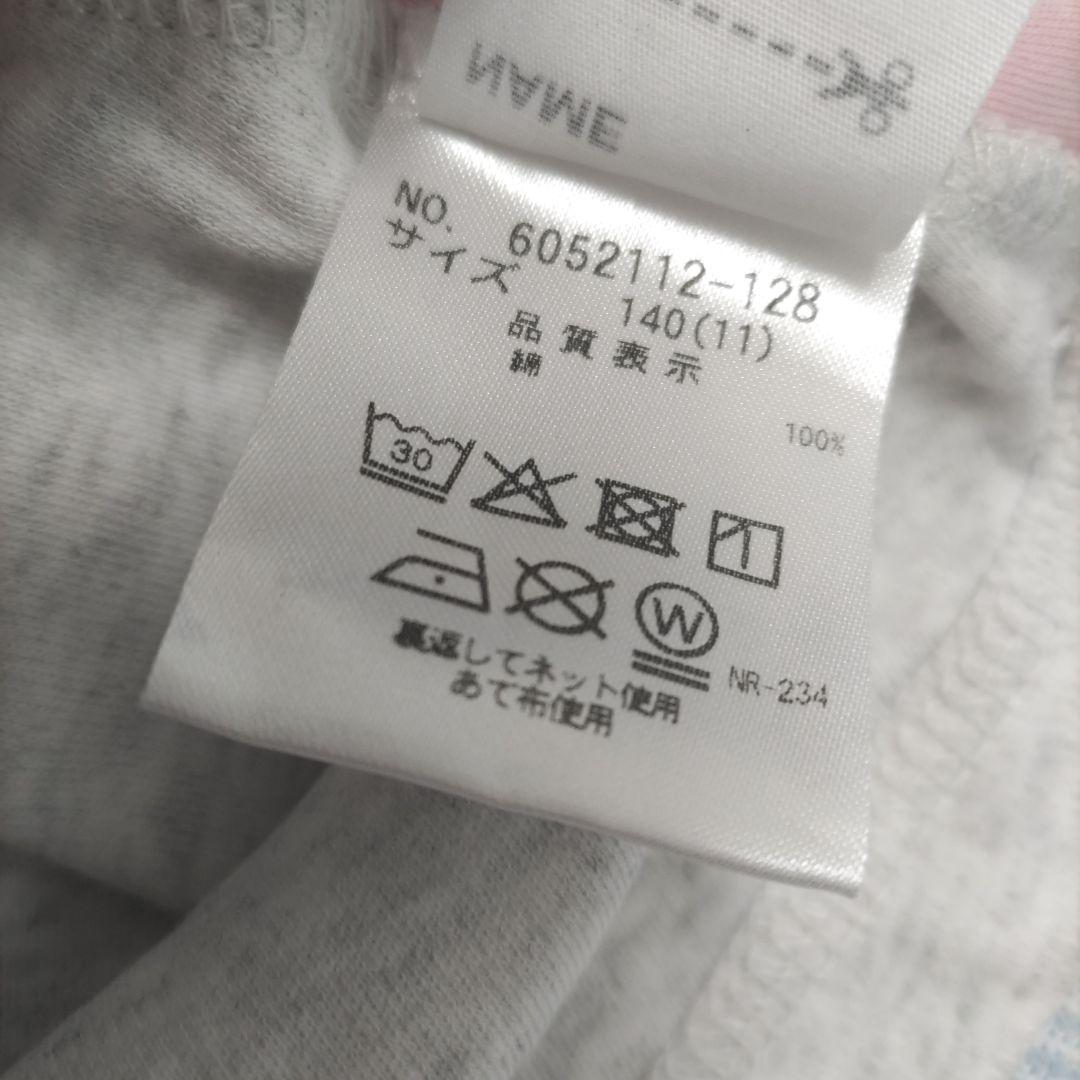 NAME
NO. 6052112-128
サイズ 140(11)
品質表示
綿 100%
30
W
NR-234
裏返してネット使用
あて布使用